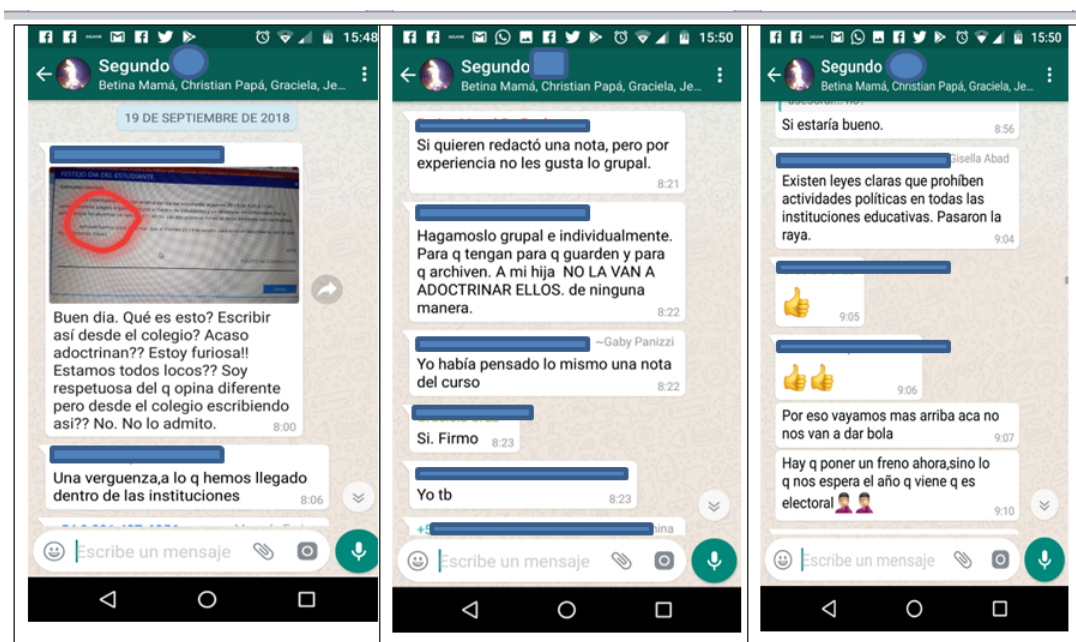 15:48
Segundo
Betina Mamá, Christian Papá, Graciela, Je...
19 DE SEPTIEMBRE DE 2018
FESTEJO DIA DEL ESTUDIANTE
Buen dia. Qué es esto? Escribir
así desde el colegio? Acaso
adoctrinan?? Estoy furiosa!!
Estamos todos locos?? Soy
respetuosa del q opina diferente
pero desde el colegio escribiendo
asi?? No. No lo admito.
8:00
Una verguenza,a lo q hemos llegado
dentro de las instituciones
8:06
Escribe un mensaje
15:50
Segundo
Betina Mamá, Christian Papá, Graciela, Je...
Si quieren redactó una nota, pero por
experiencia no les gusta lo grupal.
8:21
Hagamoslo grupal e individualmente.
Para q tengan para q guarden y para
q archiven. A mi hija NO LA VAN A
ADOCTRINAR ELLOS. de ninguna
manera.
8:22
~Gaby Panizzi
Yo había pensado lo mismo una nota
del curso
8:22
Si. Firmo
8:23
Yo tb
8:23
Escribe un mensaje
15:50
Segundo
Betina Mamá, Christian Papá, Graciela, Je...
Si estaría bueno.
8:56
Gisella Abad
Existen leyes claras que prohíben
actividades políticas en todas las
instituciones educativas. Pasaron la
raya.
9:04
9:05
9:06
Por eso vayamos mas arriba aca no
nos van a dar bola
9:07
Hay q poner un freno ahora,sino lo
q nos espera el año q viene q es
electoral
9:10
Escribe un mensaje